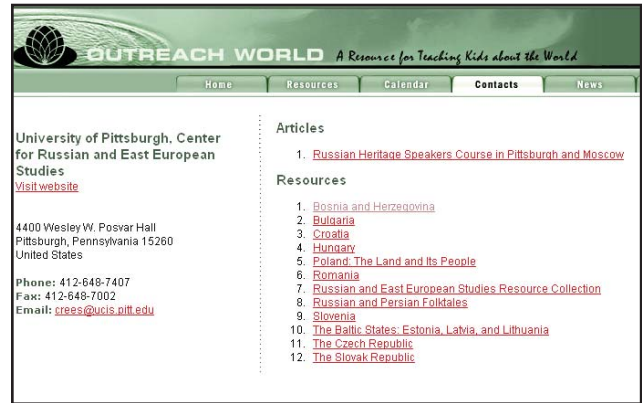 OUTREACH WORLD A Resource for Teaching Kids about the World
Home Resources Calendar Contacts News
University of Pittsburgh, Center
for Russian and East European
Studies
Visit website
4400 Wesley W. Posvar Hall
Pittsburgh, Pennsylvania 15260
United States
Phone: 412-648-7407
Fax: 412-648-7002
Email: crees@ucis.pitt.edu
Articles
1. Russian Heritage Speakers Course in Pittsburgh and Moscow
Resources
1. Bosnia and Herzegovina
2. Bulgaria
3. Croatia
4. Hungary
5. Poland: The Land and Its People
6. Romania
7. Russian and East European Studies Resource Collection
8. Russian and Persian Folktales
9. Slovenia
10. The Baltic States: Estonia, Latvia, and Lithuania
11. The Czech Republic
12. The Slovak Republic